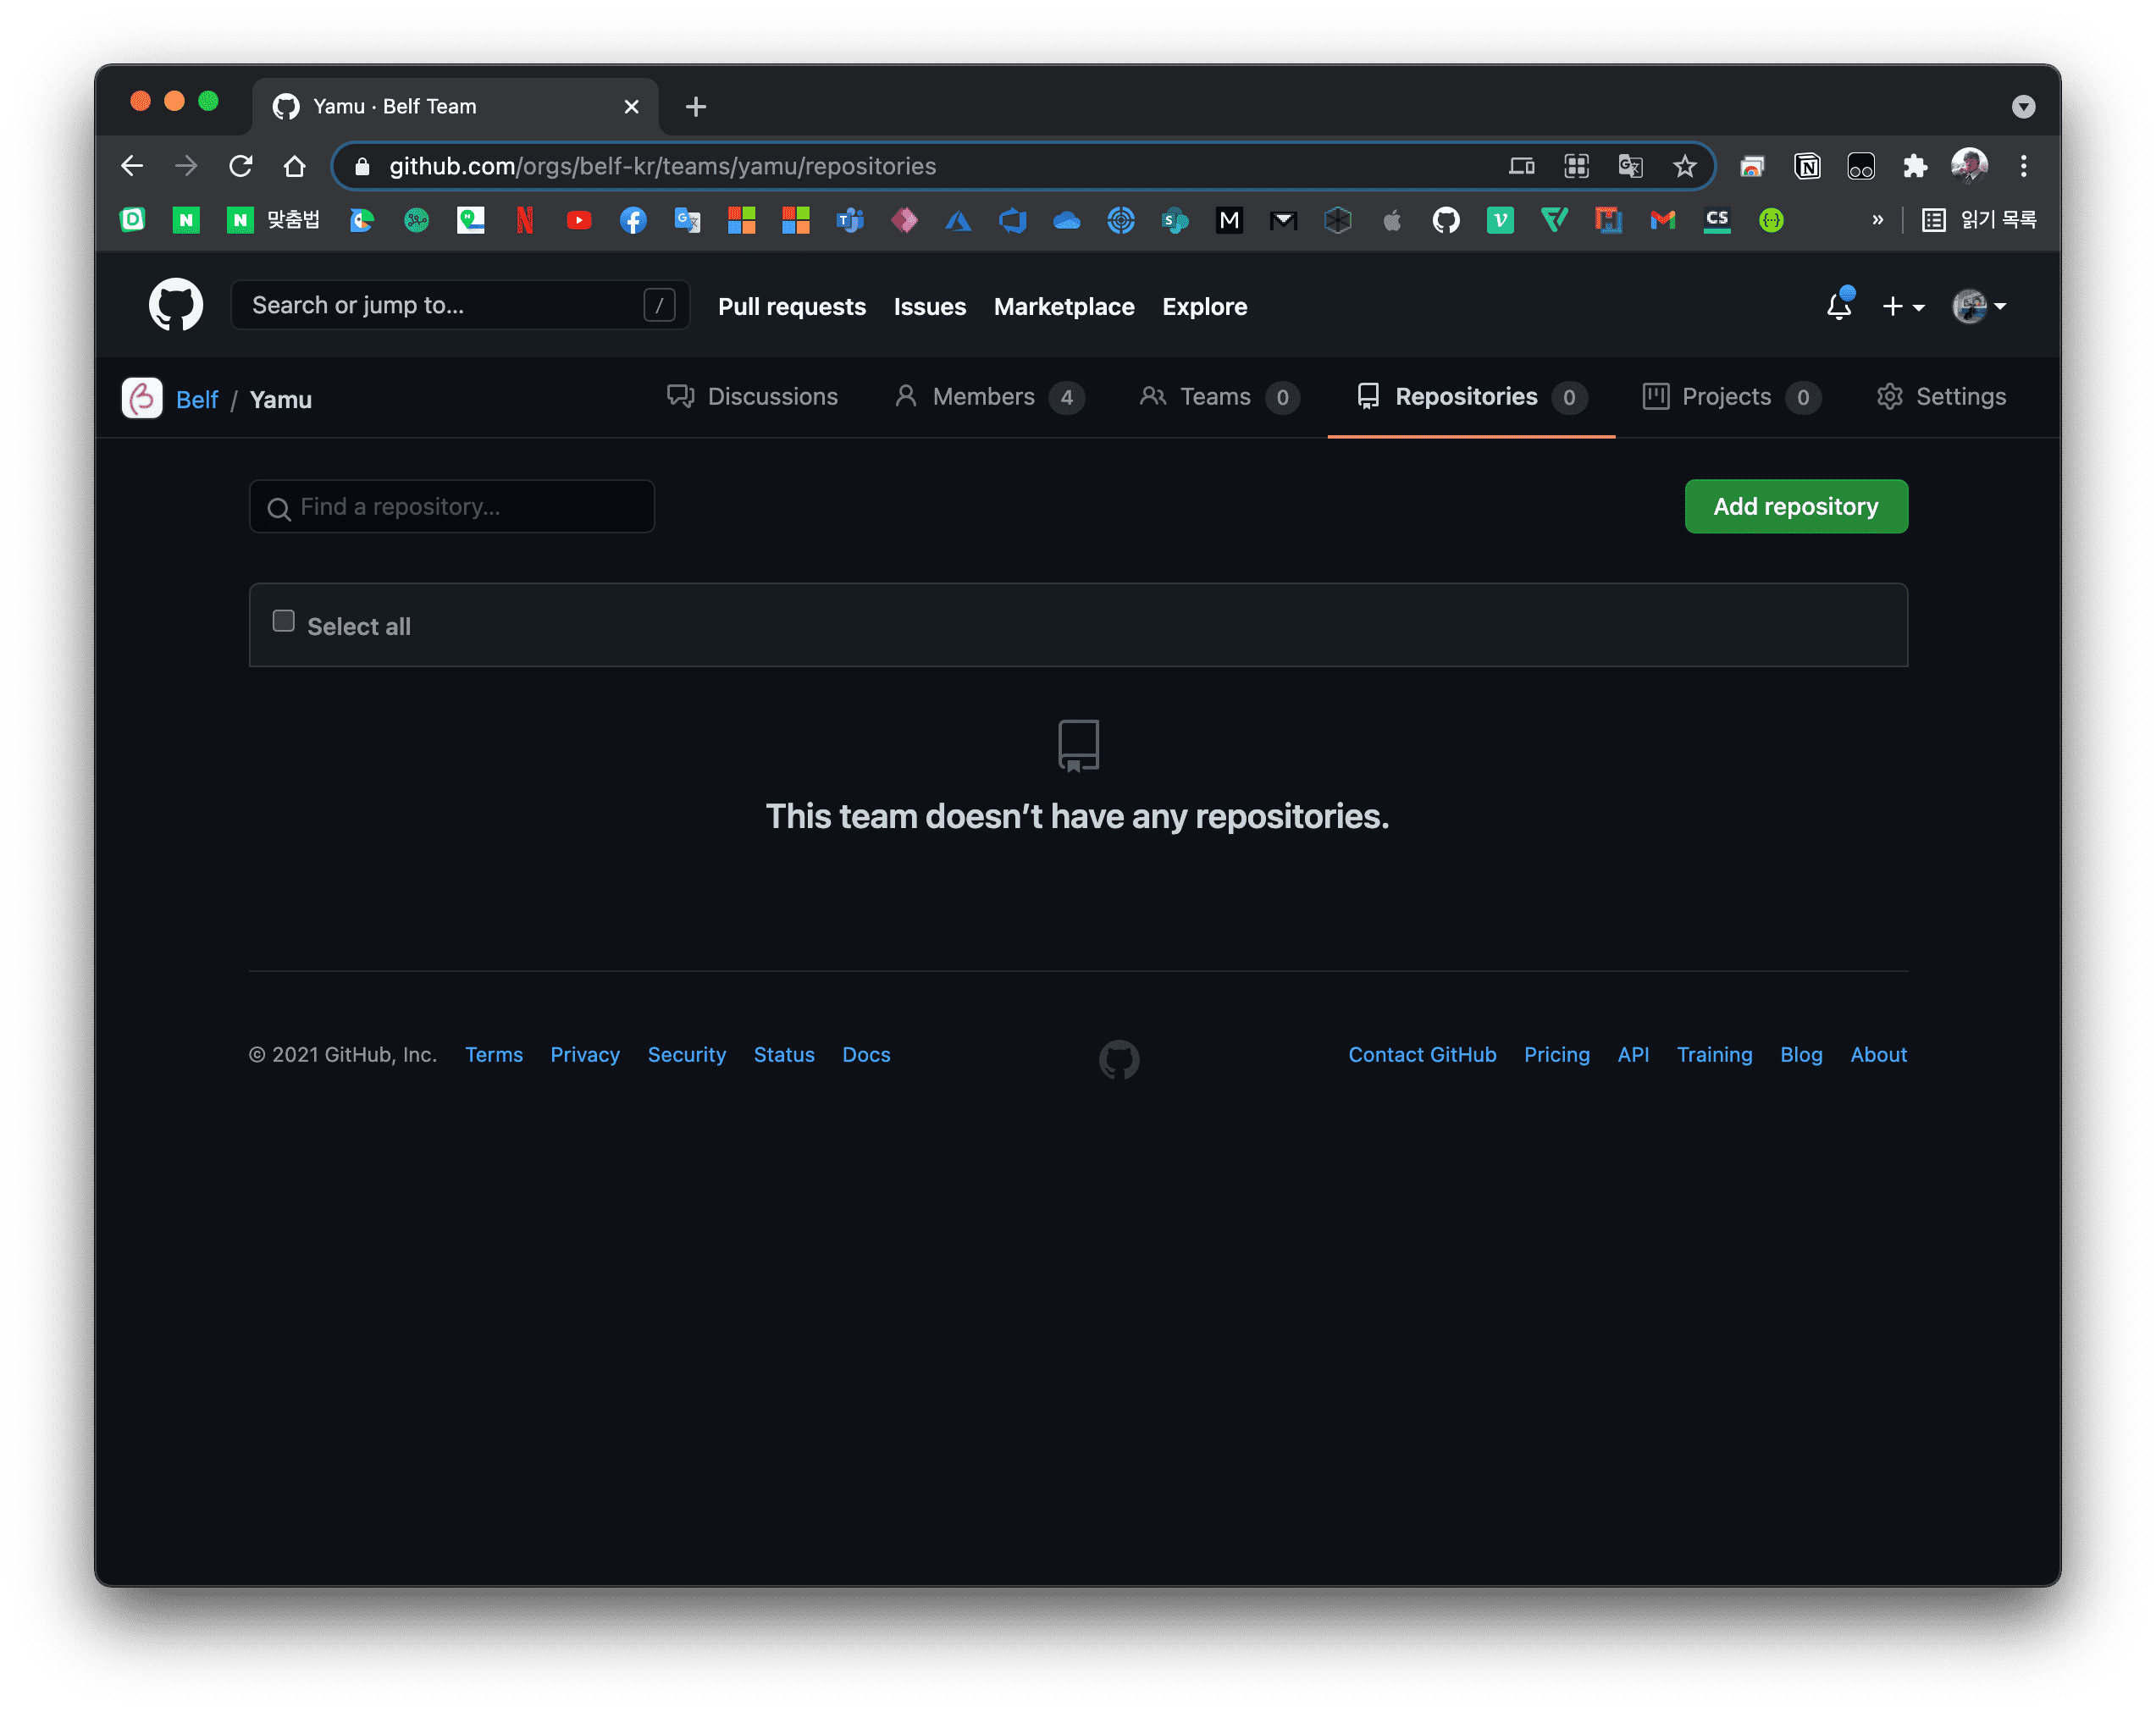 Yamu · Belf Team
github.com/orgs/belf-kr/teams/yamu/repositories
맞춤법
읽기 목록
Search or jump to... / Pull requests Issues Marketplace Explore
Belf / Yamu Discussions Members 4 Teams 0 Repositories 0 Projects 0 Settings
Find a repository... Add repository
Select all
This team doesn’t have any repositories.
© 2021 GitHub, Inc. Terms Privacy Security Status Docs Contact GitHub Pricing API Training Blog About